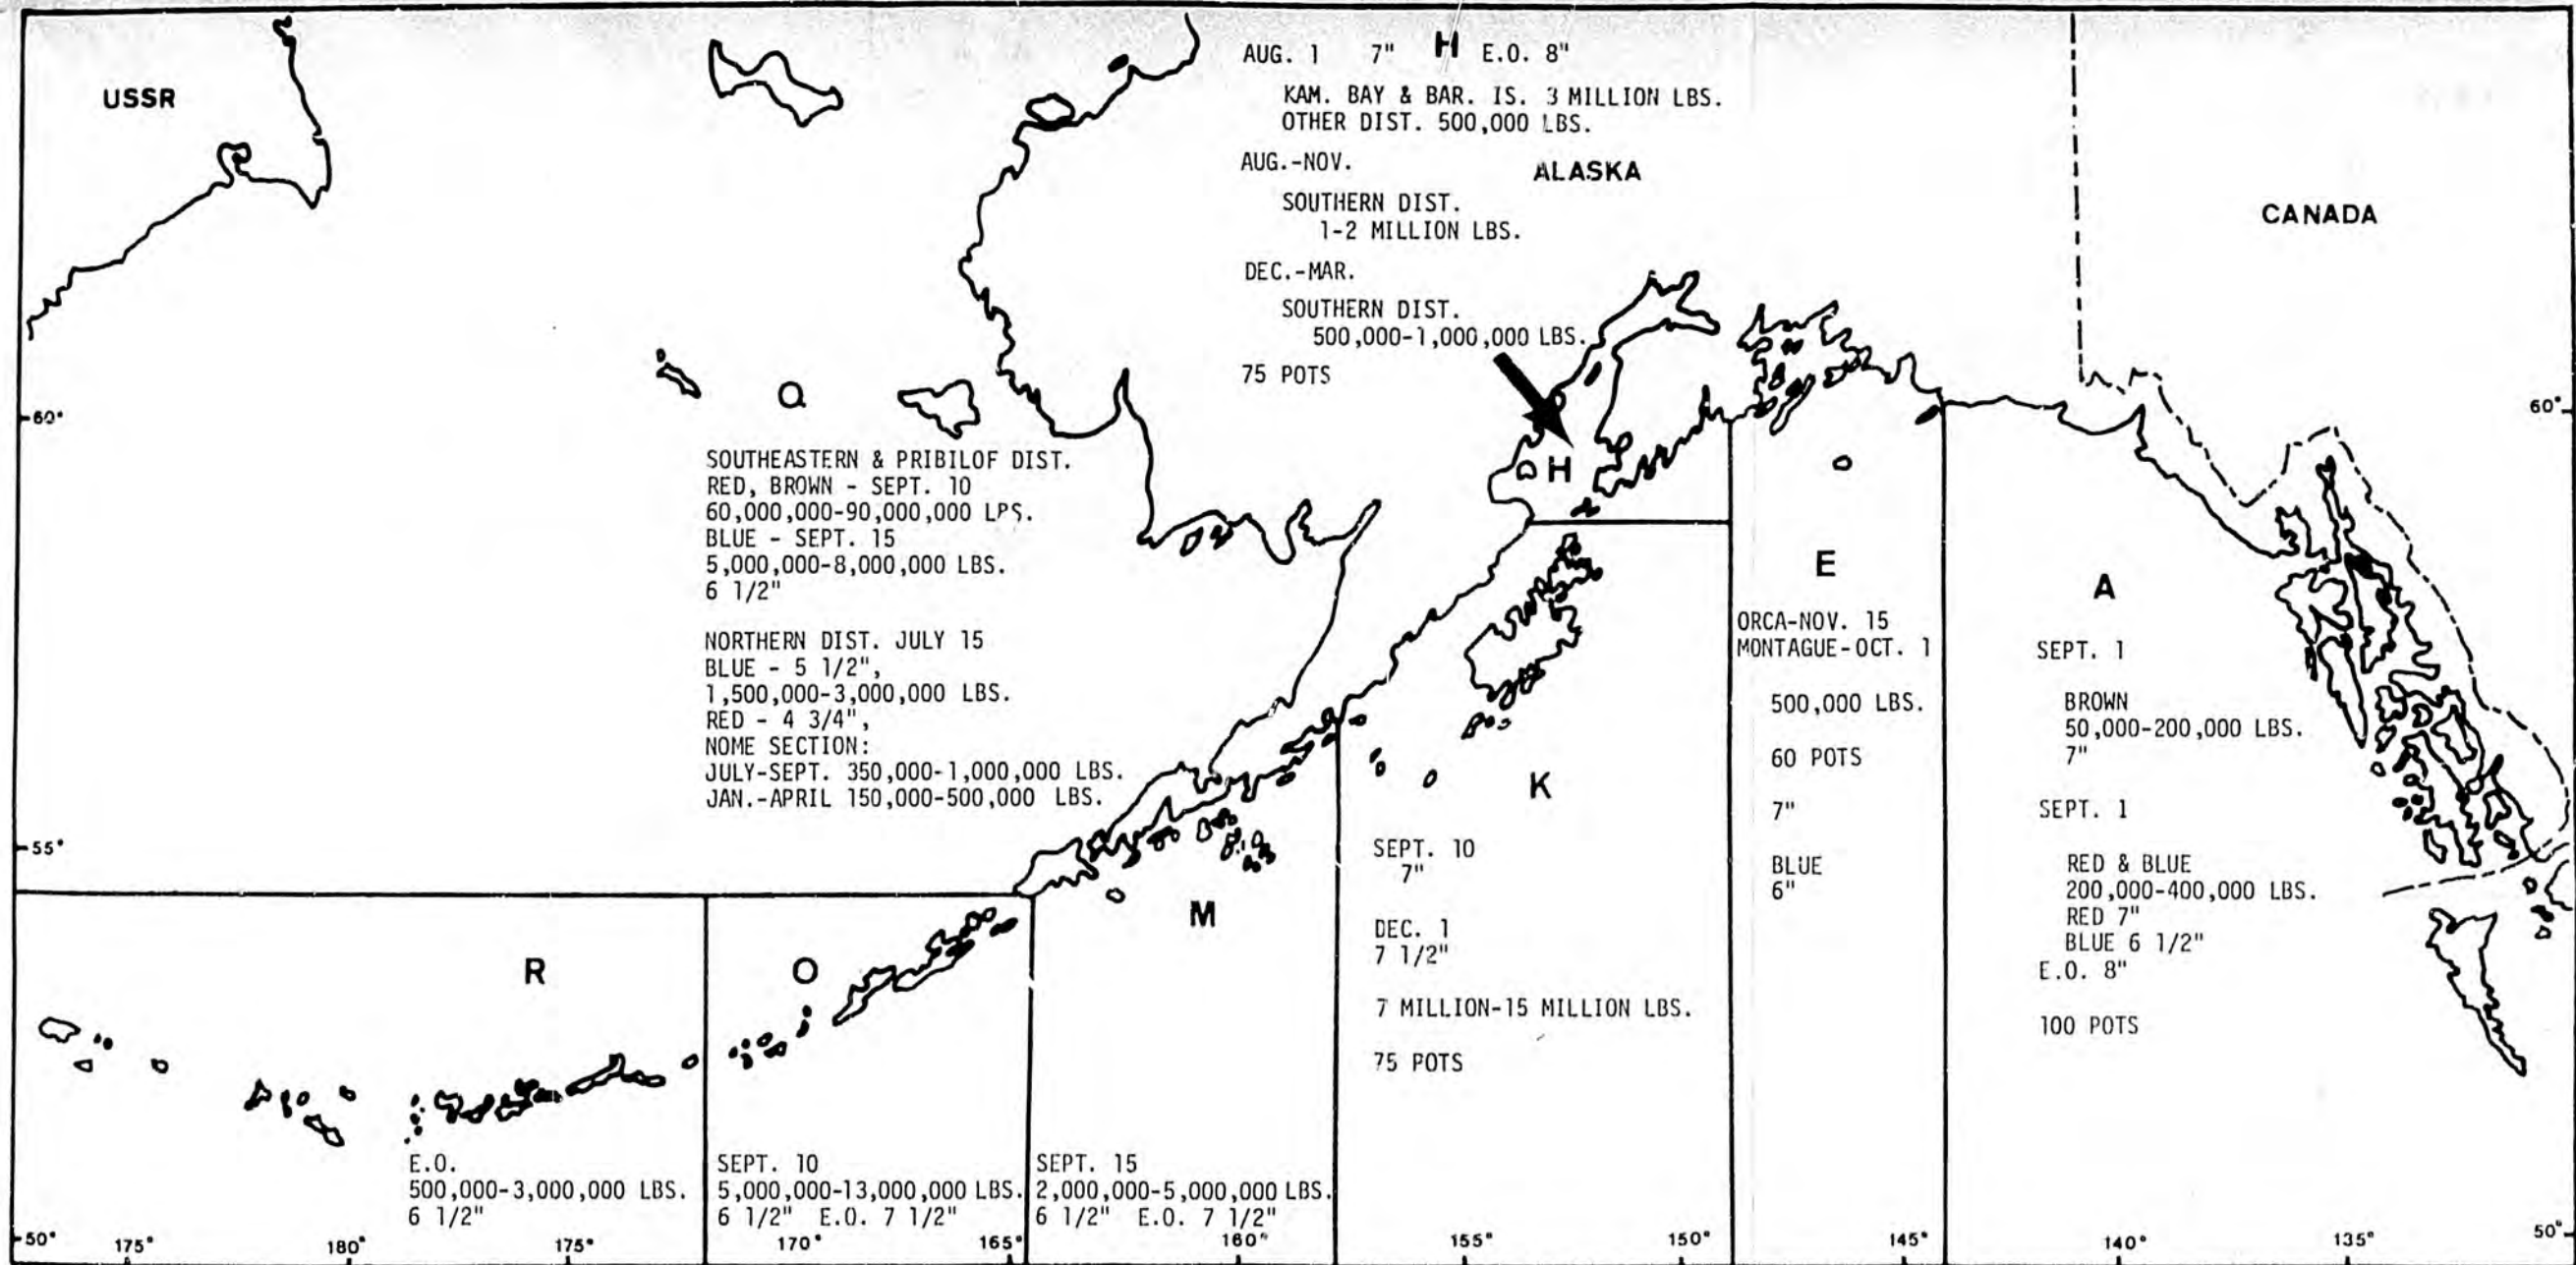 USSR
AUG. 1 7" H E.O. 8"
KAM. BAY & BAR. IS. 3 MILLION LBS.
OTHER DIST. 500,000 LBS.
AUG.-NOV.
SOUTHERN DIST.
1-2 MILLION LBS.
DEC.-MAR.
SOUTHERN DIST.
500,000-1,000,000 LBS.
75 POTS
ALASKA
CANADA
60°
60°
Q
SOUTHEASTERN & PRIBILOF DIST.
RED, BROWN - SEPT. 10
60,000,000-90,000,000 LPS.
BLUE - SEPT. 15
5,000,000-8,000,000 LBS.
6 1/2"
NORTHERN DIST. JULY 15
BLUE - 5 1/2",
1,500,000-3,000,000 LBS.
RED - 4 3/4",
NOME SECTION:
JULY-SEPT. 350,000-1,000,000 LBS.
JAN.-APRIL 150,000-500,000 LBS.
H
E
ORCA-NOV. 15
MONTAGUE-OCT. 1
500,000 LBS.
60 POTS
7"
BLUE
6"
A
SEPT. 1
BROWN
50,000-200,000 LBS.
7"
SEPT. 1
RED & BLUE
200,000-400,000 LBS.
RED 7"
BLUE 6 1/2"
E.O. 8"
100 POTS
K
SEPT. 10
7"
DEC. 1
7 1/2"
7 MILLION-15 MILLION LBS.
75 POTS
55°
M
SEPT. 15
2,000,000-5,000,000 LBS.
6 1/2" E.O. 7 1/2"
O
SEPT. 10
5,000,000-13,000,000 LBS.
6 1/2" E.O. 7 1/2"
R
E.O.
500,000-3,000,000 LBS.
6 1/2"
50° 175° 180° 175° 170° 165° 160° 155° 150° 145° 140° 135° 50°